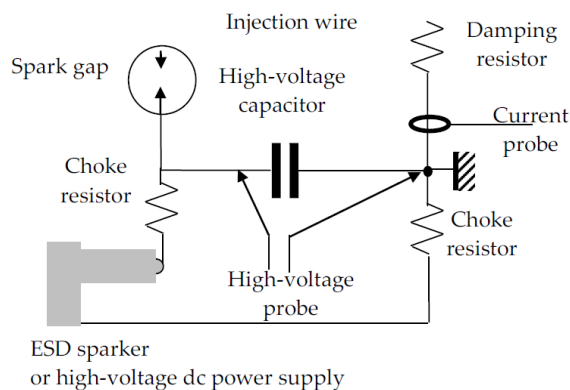 Injection wire
Damping
resistor
Spark gap
High-voltage
capacitor
Current
probe
Choke
resistor
Choke
resistor
High-voltage
probe
ESD sparker
or high-voltage dc power supply